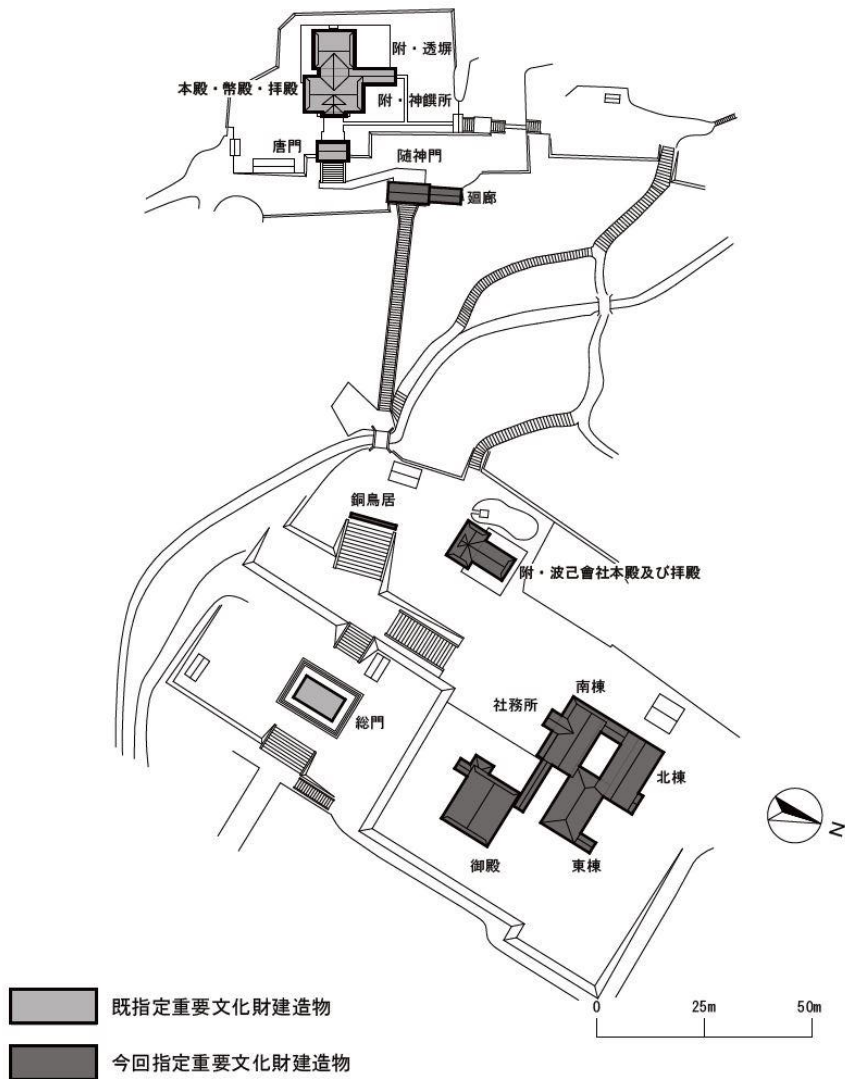 附・透塀
本殿・幣殿・拝殿
附・神饌所
唐門
随神門
廻廊
銅鳥居
附・波己曾社本殿及び拝殿
南棟
社務所
総門
北棟
御殿
東棟
N
既指定重要文化財建造物
0 25m 50m
今回指定重要文化財建造物